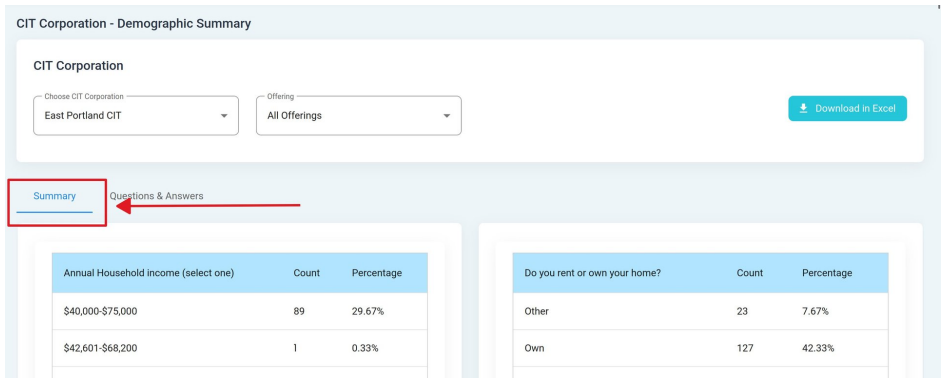 CIT Corporation - Demographic Summary
CIT Corporation
Choose CIT Corporation
East Portland CIT
Offering
All Offerings
Download in Excel
Summary
Questions & Answers
Annual Household income (select one) Count Percentage
$40,000-$75,000 89 29.67%
$42,601-$68,200 1 0.33%
Do you rent or own your home? Count Percentage
Other 23 7.67%
Own 127 42.33%